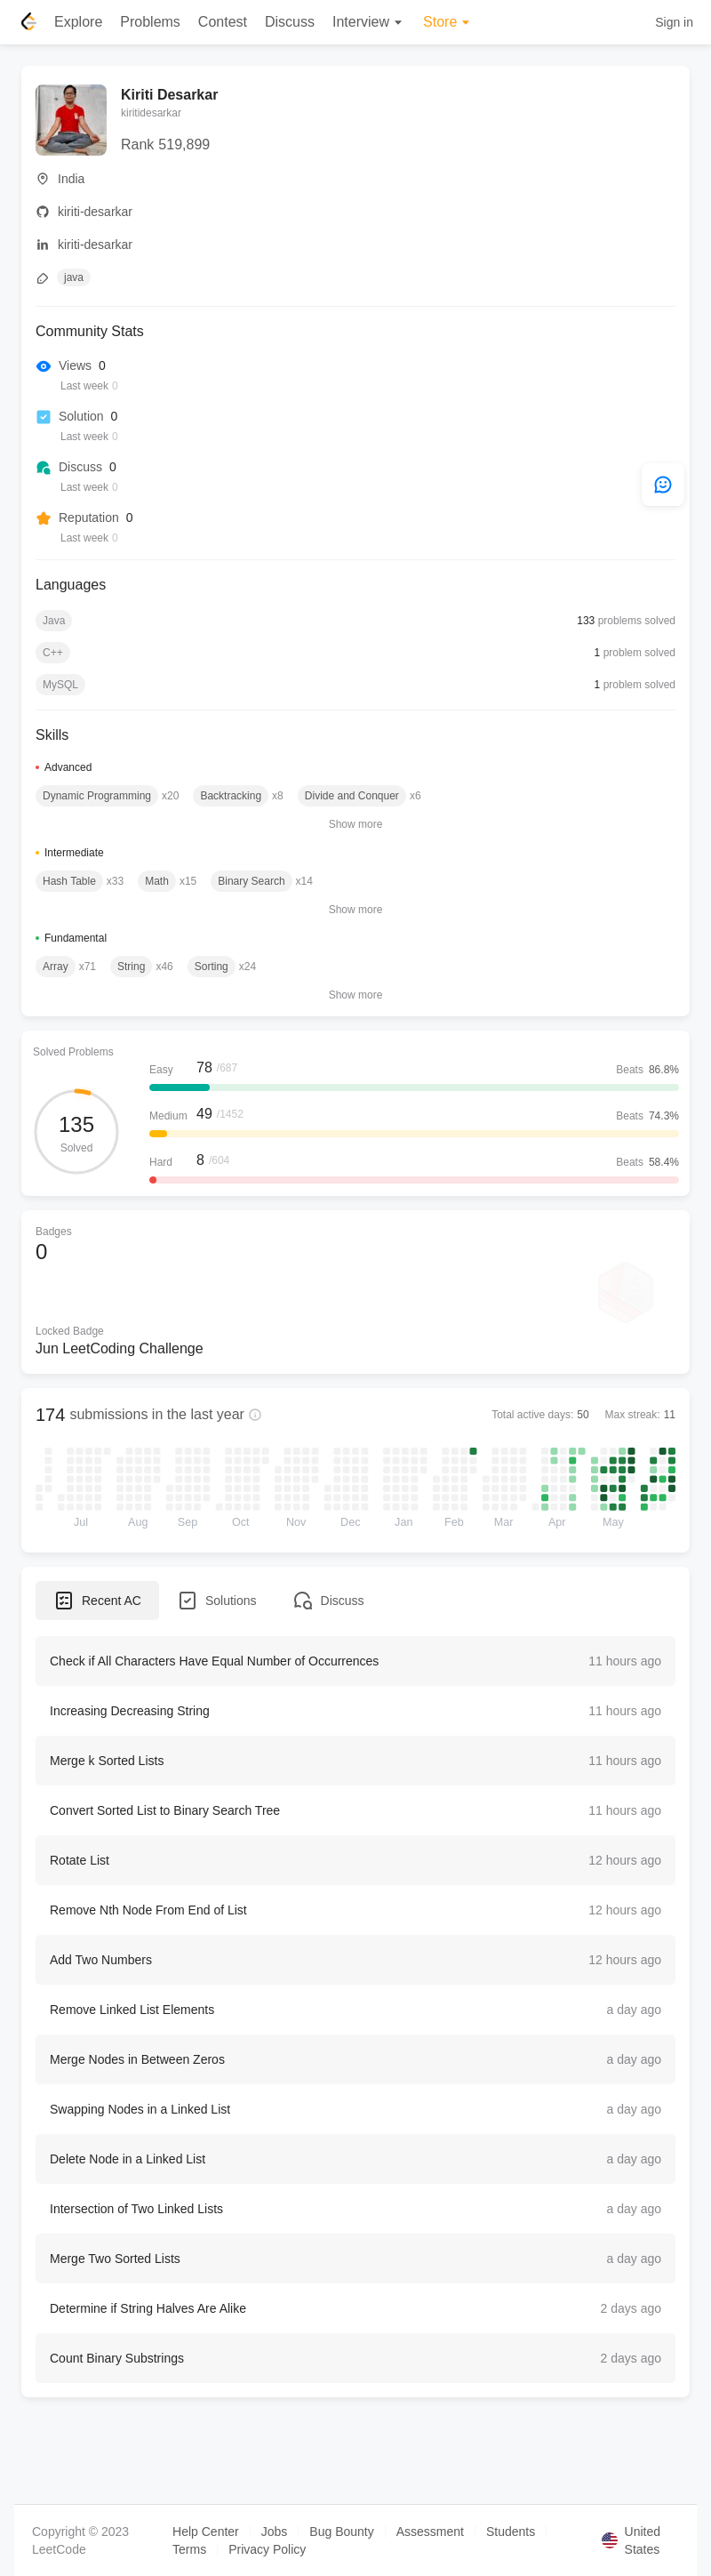 Explore Problems Contest Discuss Interview Store Sign in
Kiriti Desarkar
kiritidesarkar
Rank 519,899
India
kiriti-desarkar
kiriti-desarkar
java
Community Stats
Views 0
Last week 0
Solution 0
Last week 0
Discuss 0
Last week 0
Reputation 0
Last week 0
Languages
Java 133 problems solved
C++ 1 problem solved
MySQL 1 problem solved
Skills
Advanced
Dynamic Programming x20 Backtracking x8 Divide and Conquer x6
Show more
Intermediate
Hash Table x33 Math x15 Binary Search x14
Show more
Fundamental
Array x71 String x46 Sorting x24
Show more
Solved Problems
135
Solved
Easy 78 /687 Beats 86.8%
Medium 49 /1452 Beats 74.3%
Hard 8 /604 Beats 58.4%
Badges
0
Locked Badge
Jun LeetCoding Challenge
174 submissions in the last year Total active days: 50 Max streak: 11
Jul Aug Sep Oct Nov Dec Jan Feb Mar Apr May
Recent AC Solutions Discuss
Check if All Characters Have Equal Number of Occurrences 11 hours ago
Increasing Decreasing String 11 hours ago
Merge k Sorted Lists 11 hours ago
Convert Sorted List to Binary Search Tree 11 hours ago
Rotate List 12 hours ago
Remove Nth Node From End of List 12 hours ago
Add Two Numbers 12 hours ago
Remove Linked List Elements a day ago
Merge Nodes in Between Zeros a day ago
Swapping Nodes in a Linked List a day ago
Delete Node in a Linked List a day ago
Intersection of Two Linked Lists a day ago
Merge Two Sorted Lists a day ago
Determine if String Halves Are Alike 2 days ago
Count Binary Substrings 2 days ago
Copyright © 2023
LeetCode
Help Center Jobs Bug Bounty Assessment Students
Terms Privacy Policy
United
States